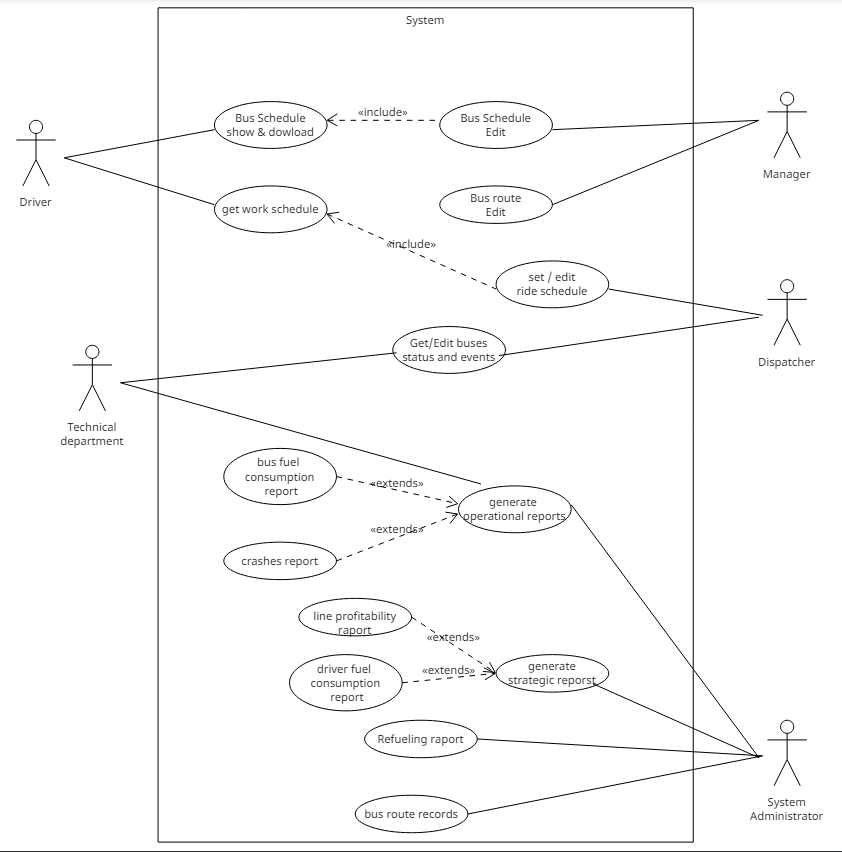 System
Bus Schedule
show & dowload
«include»
Bus Schedule
Edit
Manager
Driver
get work schedule
Bus route
Edit
«include»
set / edit
ride schedule
Get/Edit buses
status and events
Dispatcher
Technical
department
bus fuel
consumption
report
«extends»
generate
operational reports
«extends»
crashes report
line profitability
raport
«extends»
driver fuel
consumption
report
«extends»
generate
strategic reporst
Refueling raport
bus route records
System
Administrator